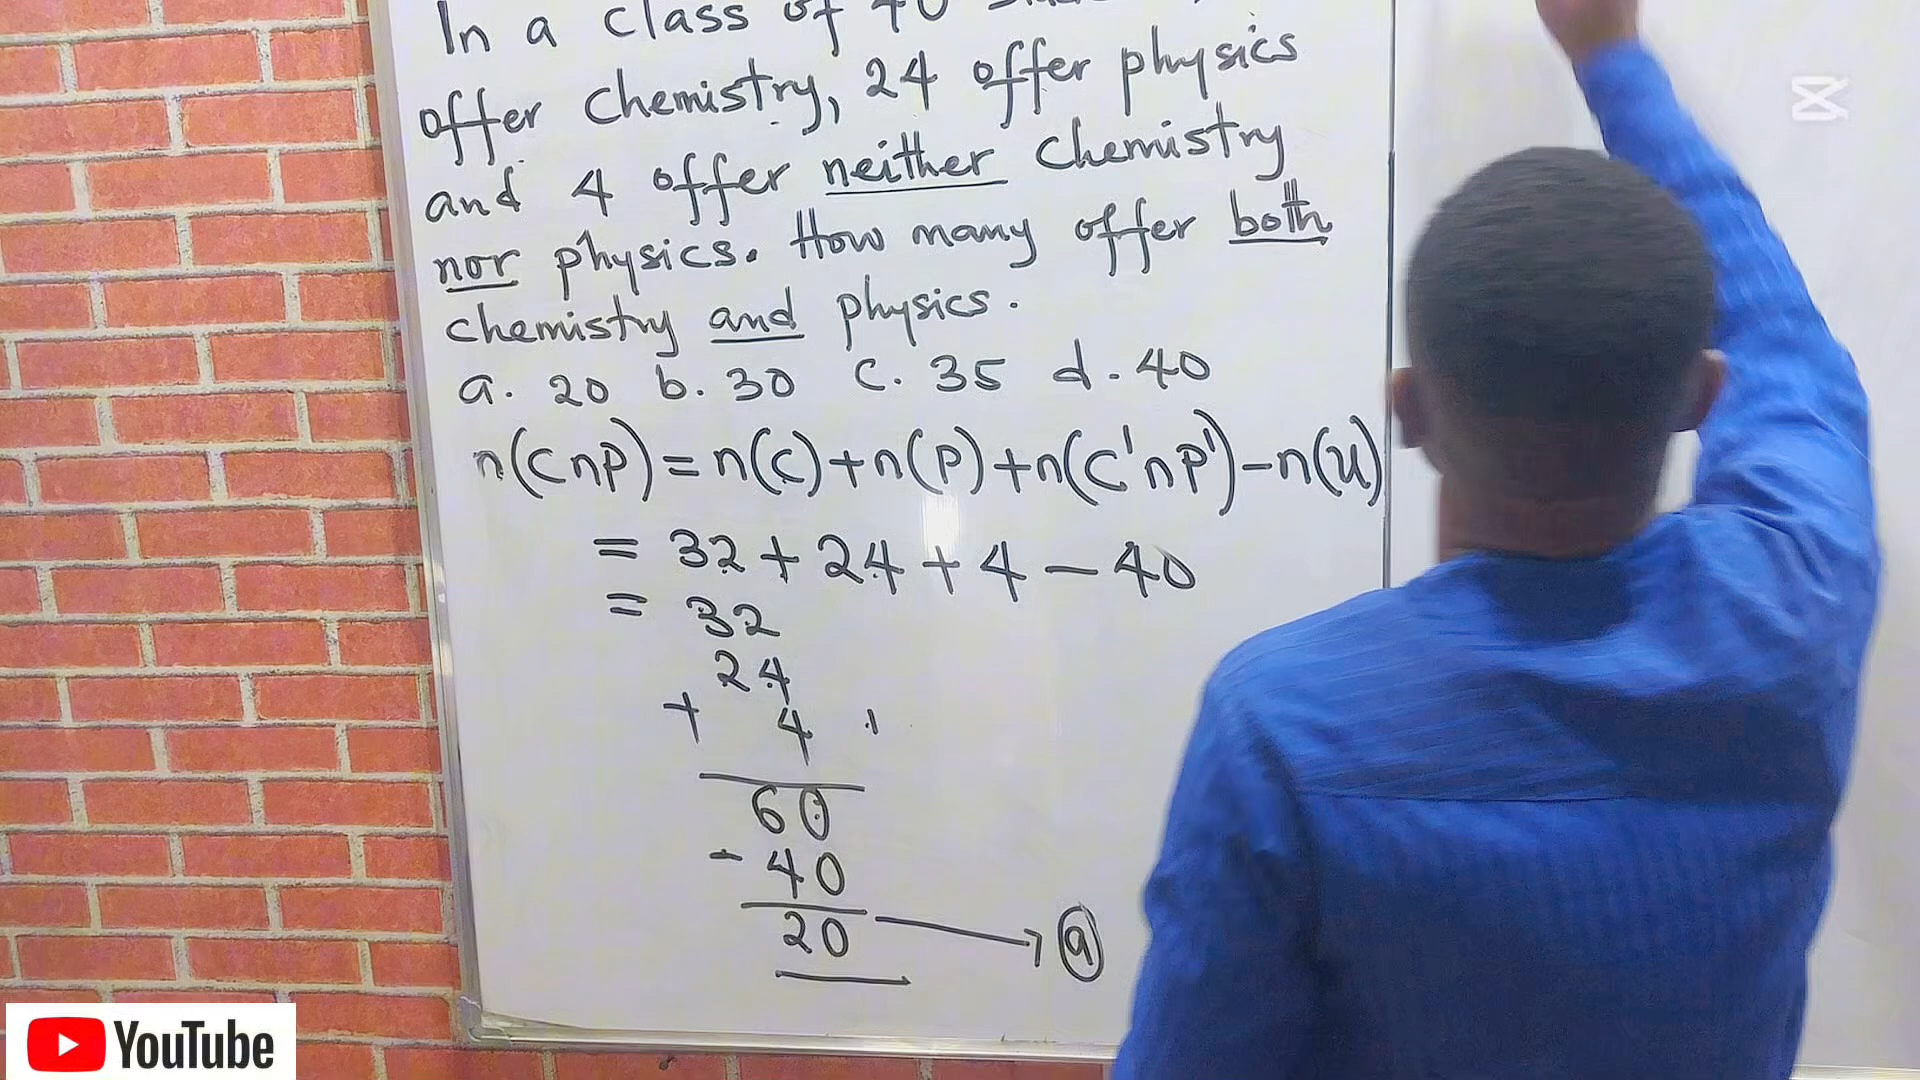 In a class of 40
offer chemistry, 24 offer physics
and 4 offer neither chemistry
nor physics. How many offer both
chemistry and physics.
a. 20 b. 30 c. 35 d. 40
n(C∩P)=n(C)+n(P)+n(C'∩P')-n(U)
= 32 + 24 + 4 - 40
= 32
24
+ 4
60
- 40
20 → a
YouTube